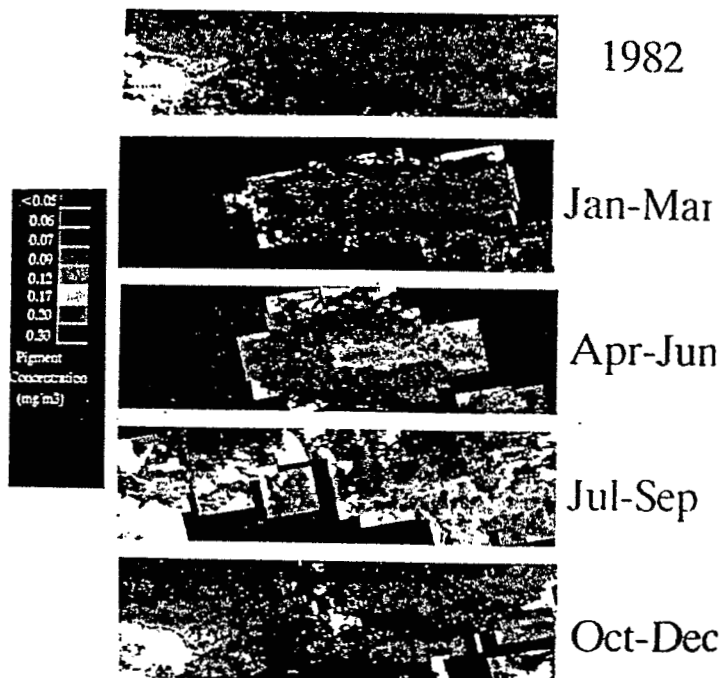 1982
Jan-Mar
<0.05
0.06
0.07
0.09
0.12
0.17
0.20
0.30
Pigment
Concentration
(mg/m3)
Apr-Jun
Jul-Sep
Oct-Dec